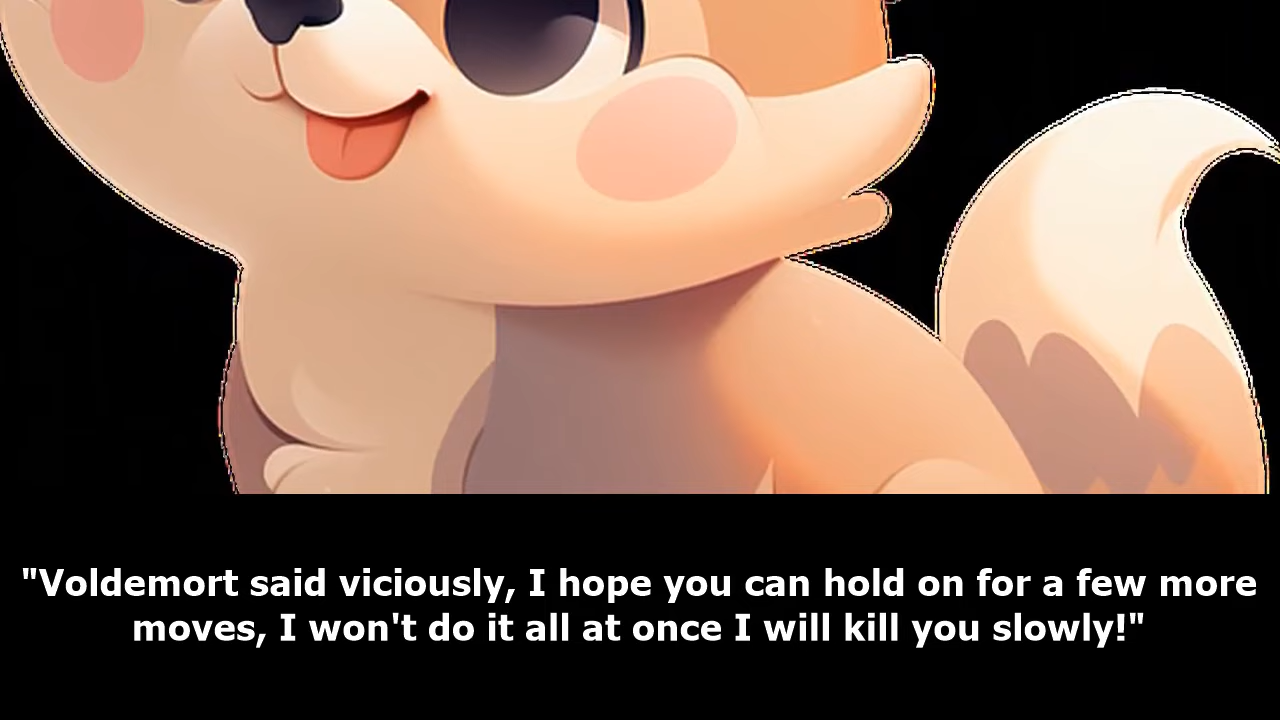 "Voldemort said viciously, I hope you can hold on for a few more
moves, I won't do it all at once I will kill you slowly!"